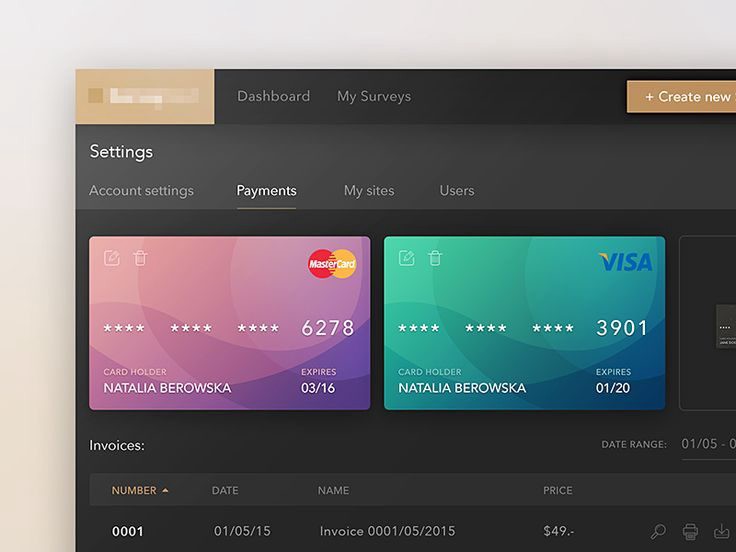 Dashboard
My Surveys
+ Create new
Settings
Account settings
Payments
My sites
Users
MasterCard
**** **** **** 6278
CARD HOLDER
EXPIRES
NATALIA BEROWSKA
03/16
VISA
**** **** **** 3901
CARD HOLDER
EXPIRES
NATALIA BEROWSKA
01/20
Invoices:
DATE RANGE: 01/05 - 0
NUMBER DATE NAME PRICE
0001 01/05/15 Invoice 0001/05/2015 $49.-